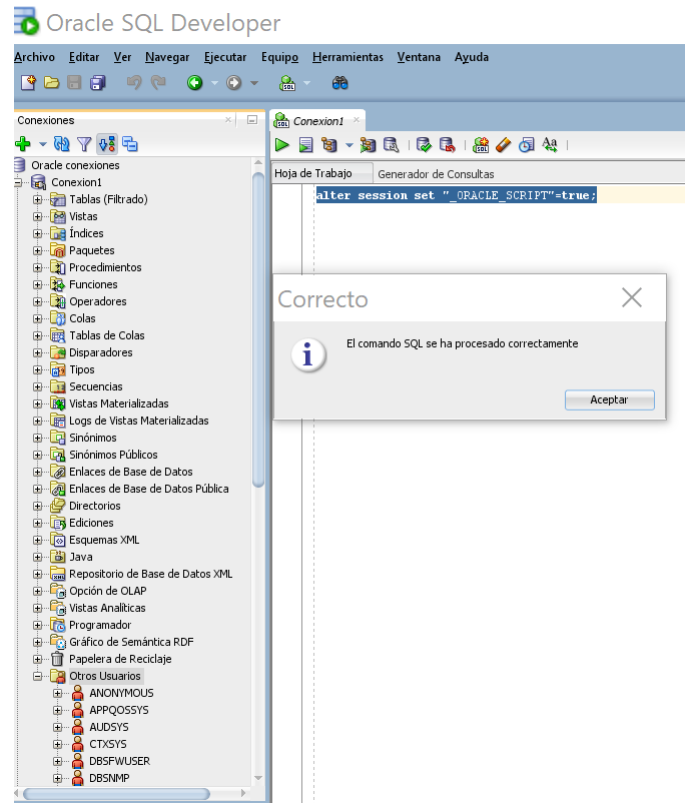 Oracle SQL Developer
Archivo Editar Ver Navegar Ejecutar Equipo Herramientas Ventana Ayuda
Conexiones
Oracle conexiones
Conexion1
Tablas (Filtrado)
Vistas
Índices
Paquetes
Procedimientos
Funciones
Operadores
Colas
Tablas de Colas
Disparadores
Tipos
Secuencias
Vistas Materializadas
Logs de Vistas Materializadas
Sinónimos
Sinónimos Públicos
Enlaces de Base de Datos
Enlaces de Base de Datos Pública
Directorios
Ediciones
Esquemas XML
Java
Repositorio de Base de Datos XML
Opción de OLAP
Vistas Analíticas
Programador
Gráfico de Semántica RDF
Papelera de Reciclaje
Otros Usuarios
ANONYMOUS
APPQOSSYS
AUDSYS
CTXSYS
DBSFWUSER
DBSNMP
Conexion1
Hoja de Trabajo Generador de Consultas
alter session set "_ORACLE_SCRIPT"=true;
Correcto
El comando SQL se ha procesado correctamente
Aceptar